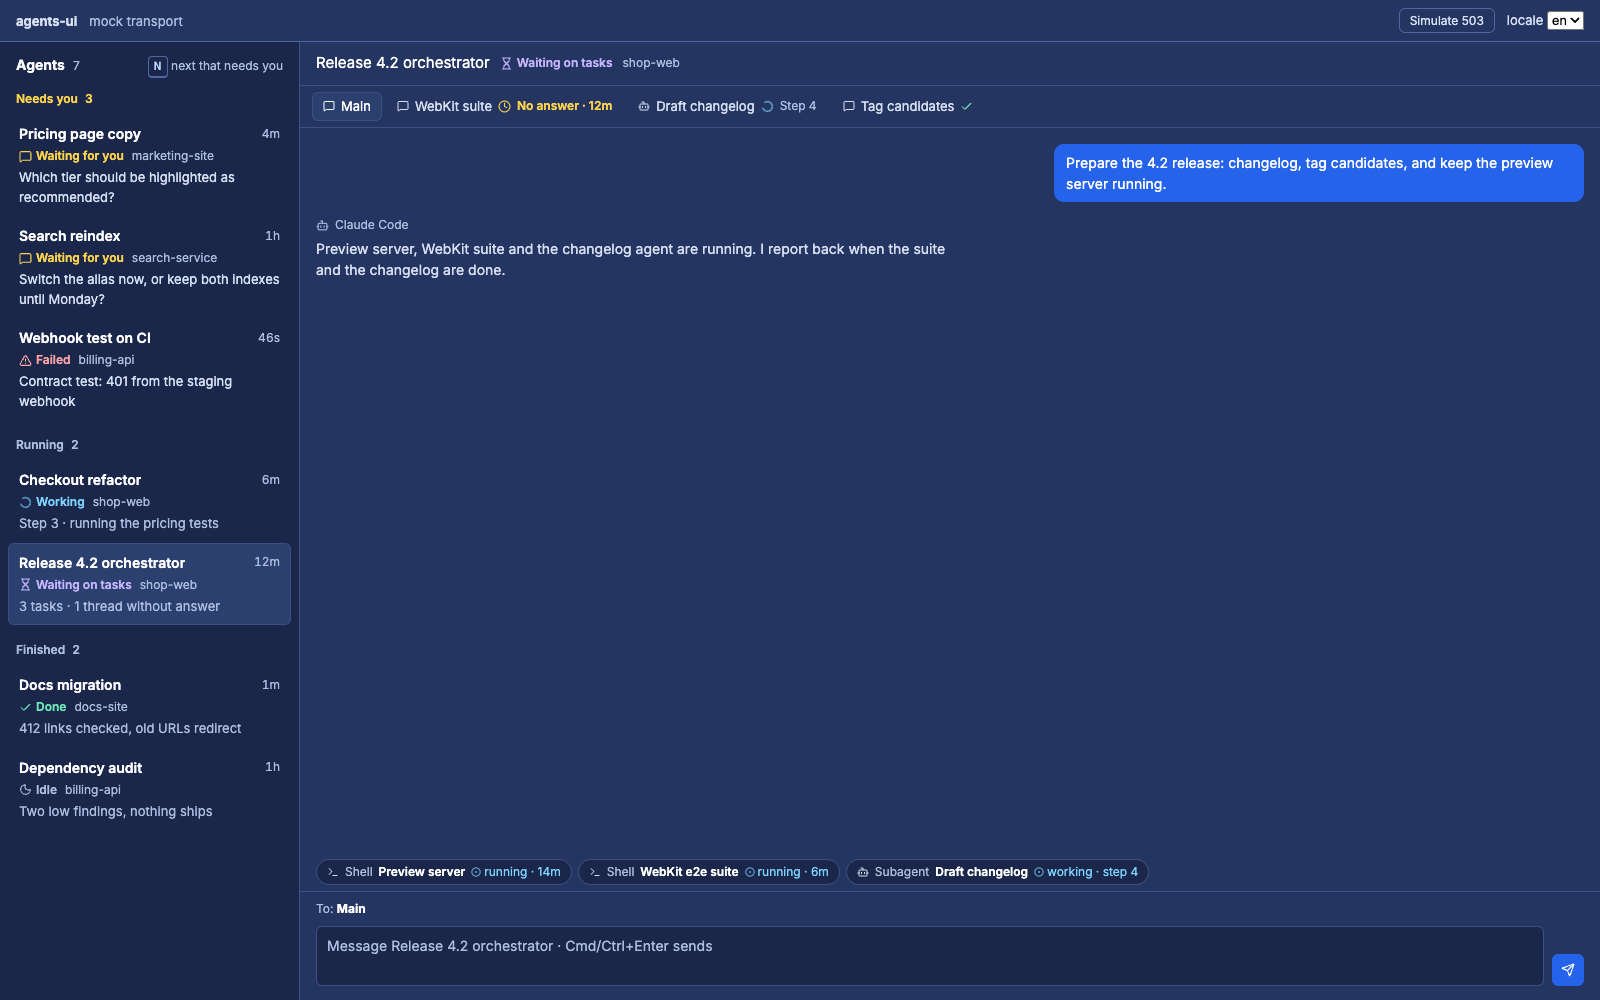 agents-ui mock transport
Simulate 503 locale en
Agents 7 N next that needs you
Needs you 3
Pricing page copy 4m
Waiting for you marketing-site
Which tier should be highlighted as
recommended?
Search reindex 1h
Waiting for you search-service
Switch the alias now, or keep both indexes
until Monday?
Webhook test on CI 46s
Failed billing-api
Contract test: 401 from the staging
webhook
Running 2
Checkout refactor 6m
Working shop-web
Step 3 · running the pricing tests
Release 4.2 orchestrator 12m
Waiting on tasks shop-web
3 tasks · 1 thread without answer
Finished 2
Docs migration 1m
Done docs-site
412 links checked, old URLs redirect
Dependency audit 1h
Idle billing-api
Two low findings, nothing ships
Release 4.2 orchestrator Waiting on tasks shop-web
Main WebKit suite No answer · 12m Draft changelog Step 4 Tag candidates
Prepare the 4.2 release: changelog, tag candidates, and keep the preview
server running.
Claude Code
Preview server, WebKit suite and the changelog agent are running. I report back when the suite
and the changelog are done.
Shell Preview server running · 14m Shell WebKit e2e suite running · 6m Subagent Draft changelog working · step 4
To: Main
Message Release 4.2 orchestrator · Cmd/Ctrl+Enter sends